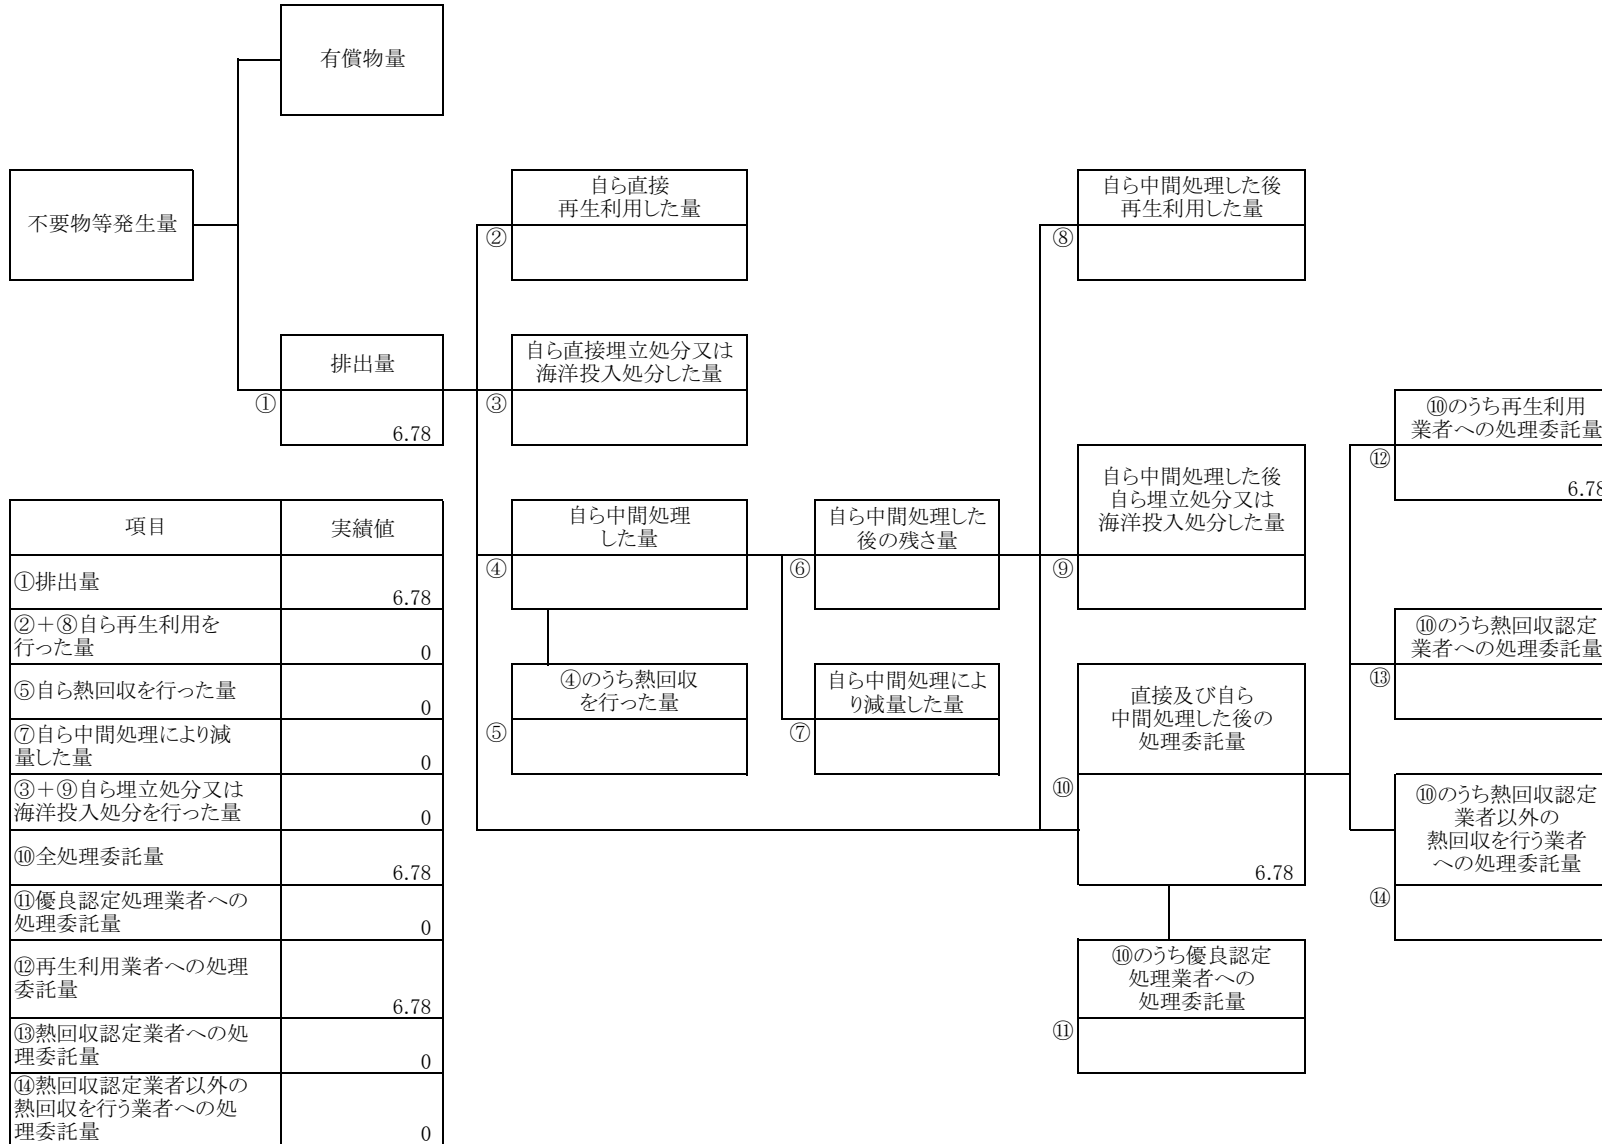 有償物量
不要物等発生量
自ら直接
再生利用した量
②
自ら中間処理した後
再生利用した量
⑧
排出量
①
6.78
自ら直接埋立処分又は
海洋投入処分した量
③
⑩のうち再生利用
業者への処理委託量
⑫
6.78
自ら中間処理
した量
④
自ら中間処理した
後の残さ量
⑥
自ら中間処理した後
自ら埋立処分又は
海洋投入処分した量
⑨
⑩のうち熱回収認定
業者への処理委託量
⑬
④のうち熱回収
を行った量
⑤
自ら中間処理によ
り減量した量
⑦
直接及び自ら
中間処理した後の
処理委託量
⑩
6.78
⑩のうち熱回収認定
業者以外の
熱回収を行う業者
への処理委託量
⑭
⑩のうち優良認定
処理業者への
処理委託量
⑪
項目 実績値
①排出量
6.78
②+⑧自ら再生利用を
行った量
0
⑤自ら熱回収を行った量
0
⑦自ら中間処理により減
量した量
0
③+⑨自ら埋立処分又は
海洋投入処分を行った量
0
⑩全処理委託量
6.78
⑪優良認定処理業者への
処理委託量
0
⑫再生利用業者への処理
委託量
6.78
⑬熱回収認定業者への処
理委託量
0
⑭熱回収認定業者以外の
熱回収を行う業者への処
理委託量
0